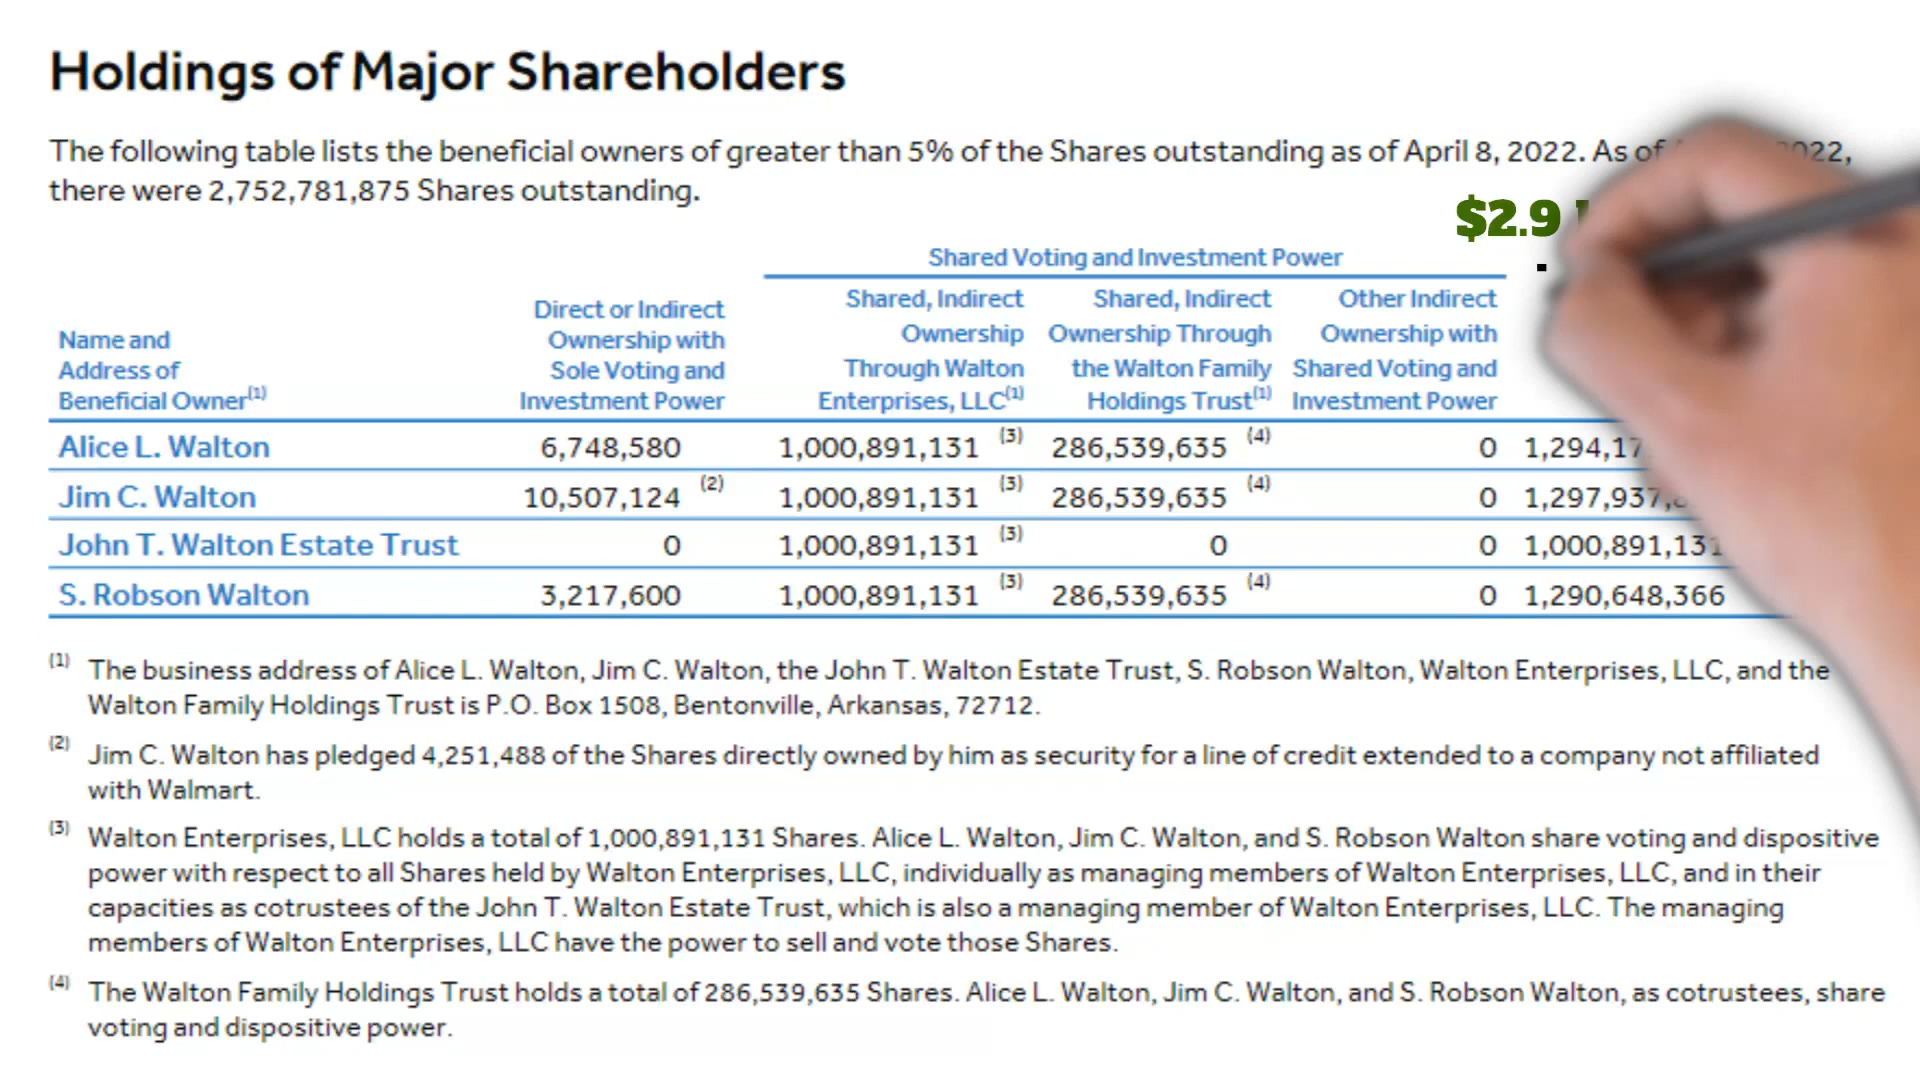 Holdings of Major Shareholders
The following table lists the beneficial owners of greater than 5% of the Shares outstanding as of April 8, 2022. As of 2022,
there were 2,752,781,875 Shares outstanding.
$2.9
Shared Voting and Investment Power
Name and
Address of
Beneficial Owner(1)
Direct or Indirect
Ownership with
Sole Voting and
Investment Power
Shared, Indirect
Ownership
Through Walton
Enterprises, LLC(1)
Shared, Indirect
Ownership Through
the Walton Family
Holdings Trust(1)
Other Indirect
Ownership with
Shared Voting and
Investment Power
Alice L. Walton 6,748,580 1,000,891,131 (3) 286,539,635 (4) 0
Jim C. Walton 10,507,124 (2) 1,000,891,131 (3) 286,539,635 (4) 0
John T. Walton Estate Trust 0 1,000,891,131 (3) 0 0 1,000,891,131
S. Robson Walton 3,217,600 1,000,891,131 (3) 286,539,635 (4) 0 1,290,648,366
(1) The business address of Alice L. Walton, Jim C. Walton, the John T. Walton Estate Trust, S. Robson Walton, Walton Enterprises, LLC, and the
Walton Family Holdings Trust is P.O. Box 1508, Bentonville, Arkansas, 72712.
(2) Jim C. Walton has pledged 4,251,488 of the Shares directly owned by him as security for a line of credit extended to a company not affiliated
with Walmart.
(3) Walton Enterprises, LLC holds a total of 1,000,891,131 Shares. Alice L. Walton, Jim C. Walton, and S. Robson Walton share voting and dispositive
power with respect to all Shares held by Walton Enterprises, LLC, individually as managing members of Walton Enterprises, LLC, and in their
capacities as cotrustees of the John T. Walton Estate Trust, which is also a managing member of Walton Enterprises, LLC. The managing
members of Walton Enterprises, LLC have the power to sell and vote those Shares.
(4) The Walton Family Holdings Trust holds a total of 286,539,635 Shares. Alice L. Walton, Jim C. Walton, and S. Robson Walton, as cotrustees, share
voting and dispositive power.